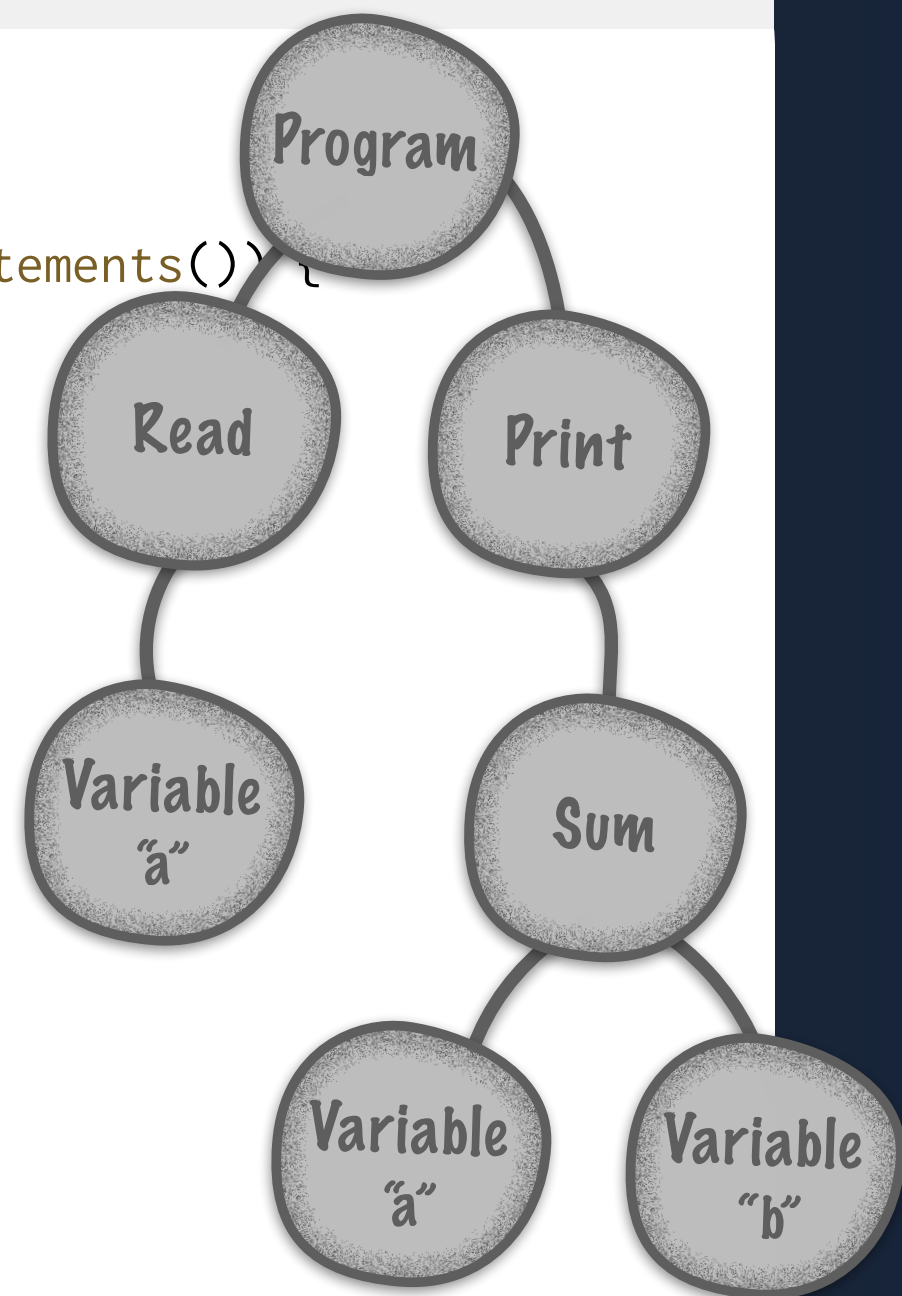 Program
tements()) {
Read
Print
Variable
“a”
Sum
Variable
“a”
Variable
“b”